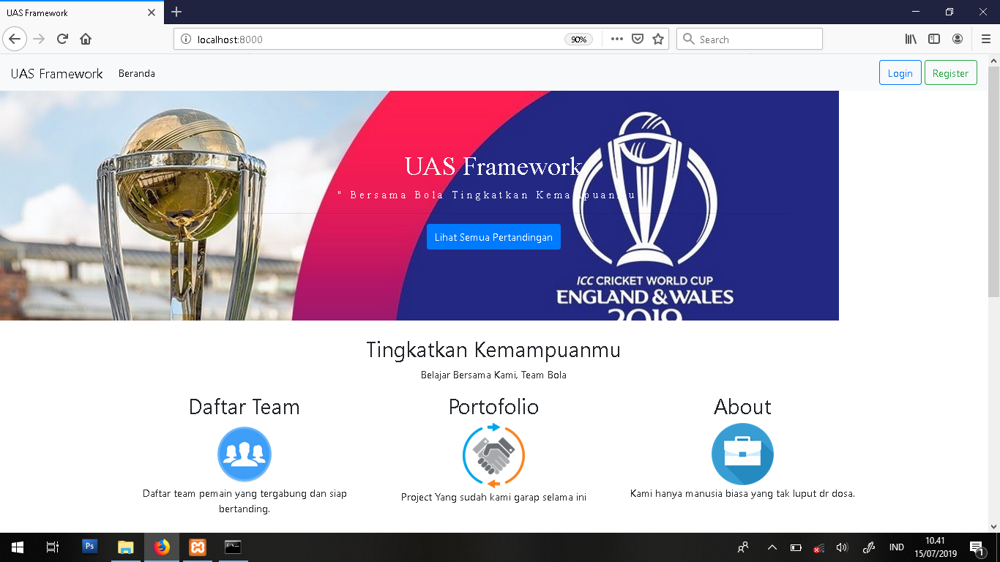 UAS Framework
localhost:8000
90%
Search
UAS Framework
Beranda
Login
Register
UAS Framework
" Bersama Bola Tingkatkan Kemampuanmu
Lihat Semua Pertandingan
ICC CRICKET WORLD CUP
ENGLAND & WALES
2019
Tingkatkan Kemampuanmu
Belajar Bersama Kami, Team Bola
Daftar Team
Portofolio
About
Daftar team pemain yang tergabung dan siap
bertanding.
Project Yang sudah kami garap selama ini
Kami hanya manusia biasa yang tak luput dr dosa.
Ps
IND
10.41
15/07/2019
1